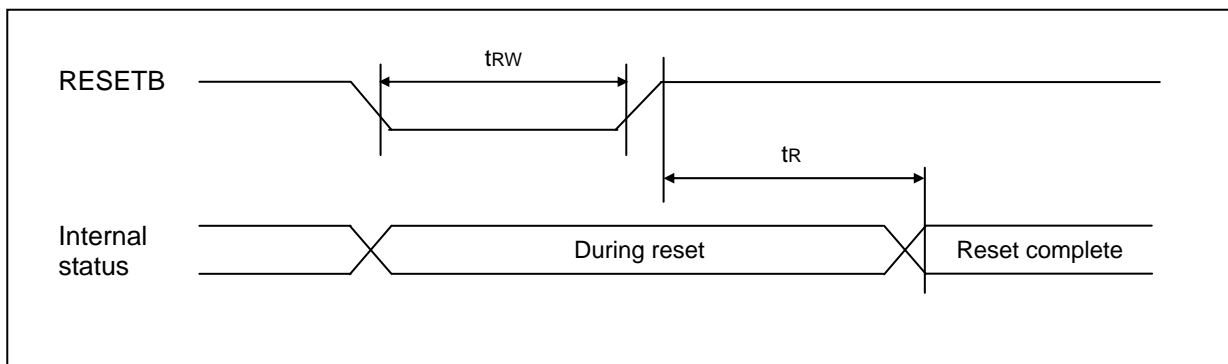 RESETB
tRW
tR
Internal
status
During reset
Reset complete